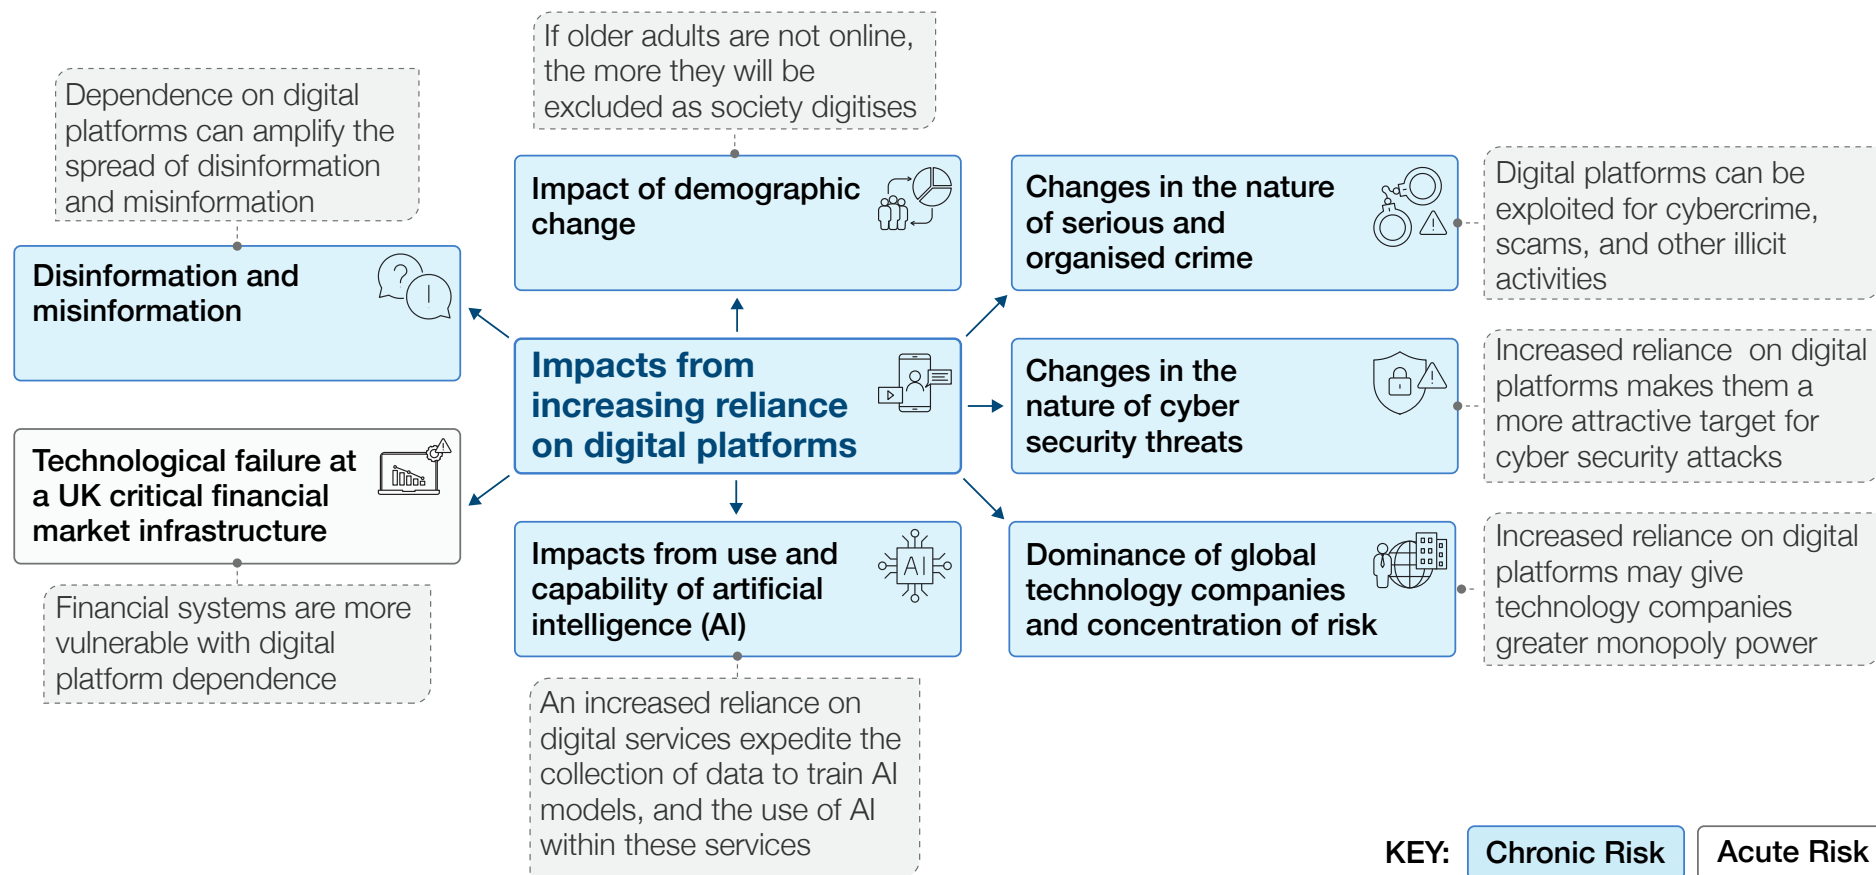 If older adults are not online,
the more they will be
excluded as society digitises
Dependence on digital
platforms can amplify the
spread of disinformation
and misinformation
Impact of demographic
change
Changes in the nature
of serious and
organised crime
Digital platforms can be
exploited for cybercrime,
scams, and other illicit
activities
Disinformation and
misinformation
?
Impacts from
increasing reliance
on digital platforms
Changes in the
nature of cyber
security threats
Increased reliance on digital
platforms makes them a
more attractive target for
cyber security attacks
Technological failure at
a UK critical financial
market infrastructure
Financial systems are more
vulnerable with digital
platform dependence
Impacts from use and
capability of artificial
intelligence (AI)
AI
An increased reliance on
digital services expedite the
collection of data to train AI
models, and the use of AI
within these services
Dominance of global
technology companies
and concentration of risk
Increased reliance on digital
platforms may give
technology companies
greater monopoly power
KEY: Chronic Risk Acute Risk